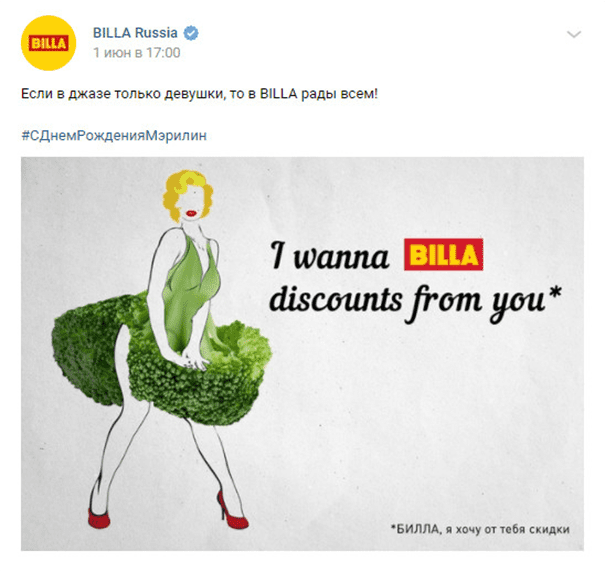 BILLA
BILLA Russia
1 июн в 17:00
Если в джазе только девушки, то в BILLA рады всем!
#СДнемРожденияМэрилин
I wanna BILLA
discounts from you*
*БИЛЛА, я хочу от тебя скидки